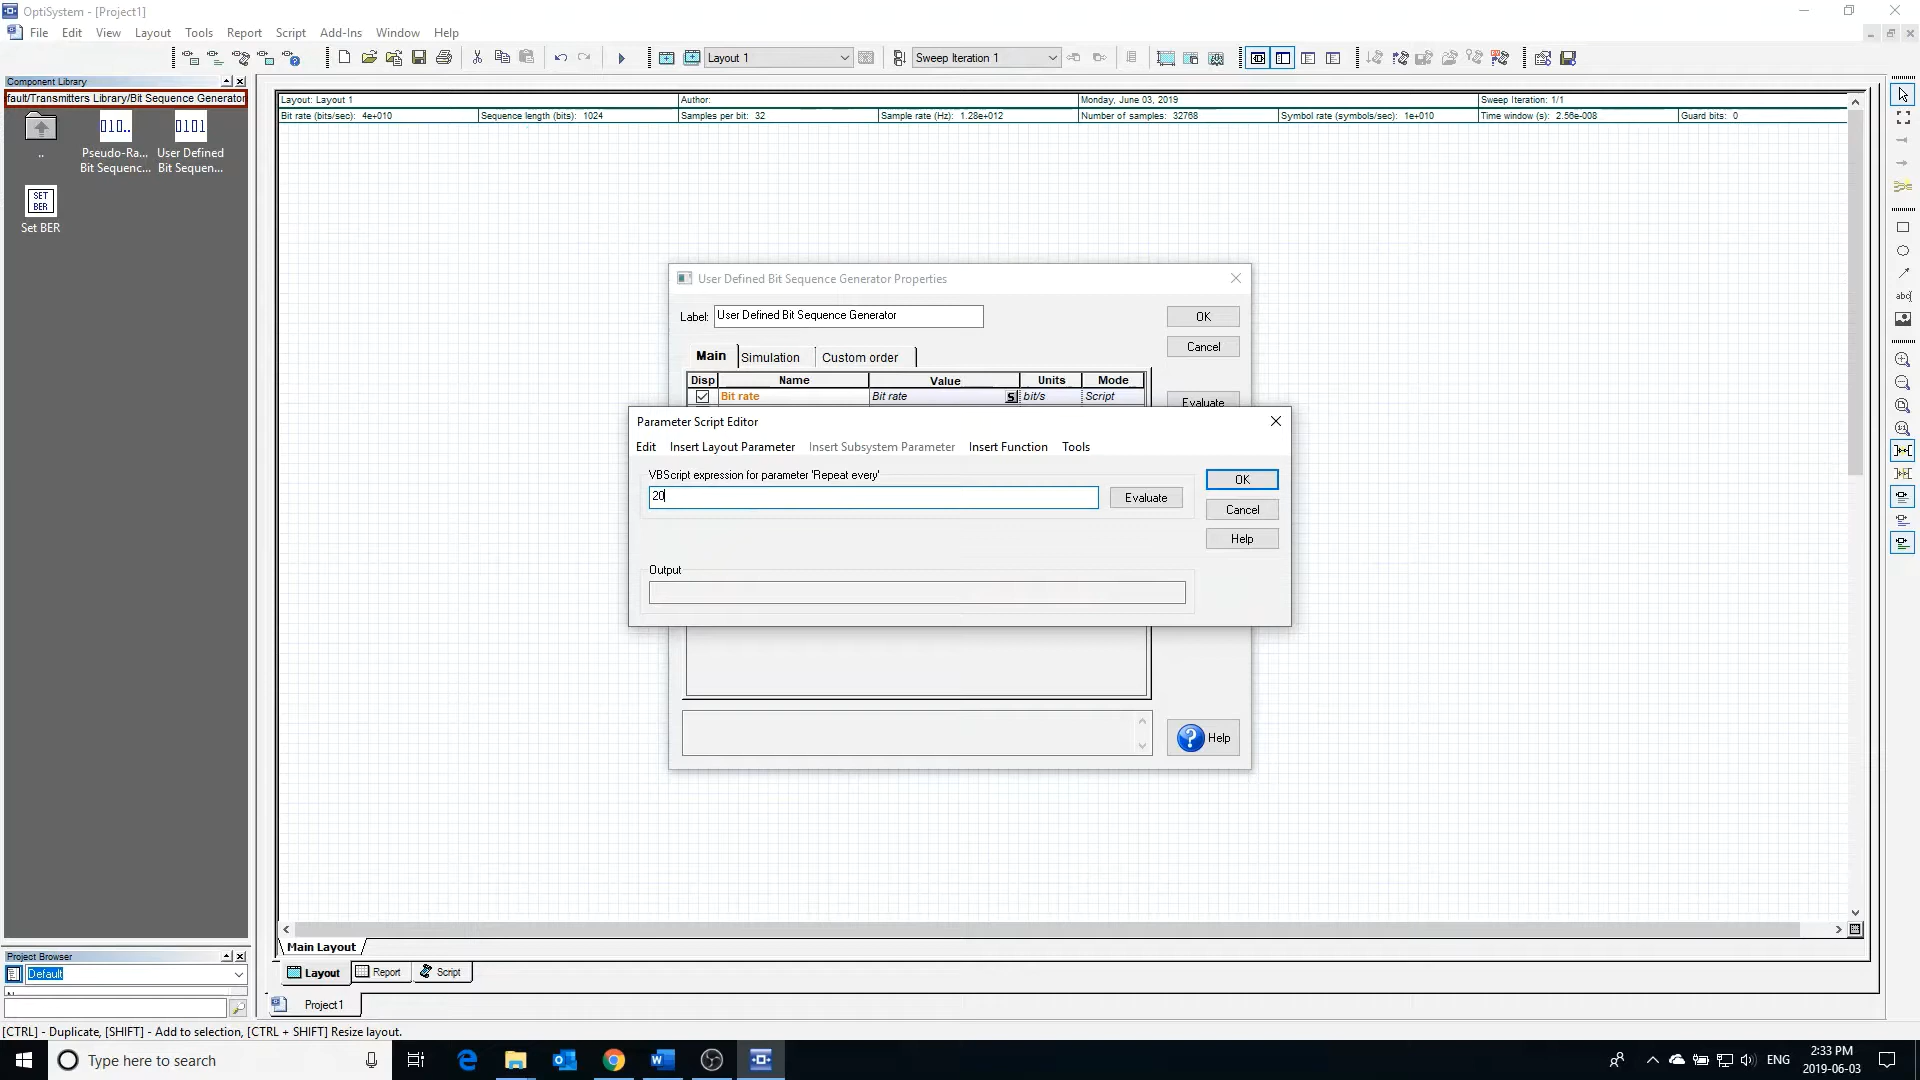 OptiSystem - [Project1]
File Edit View Layout Tools Report Script Add-Ins Window Help
Layout 1
Sweep Iteration 1
Component Library
fault/Transmitters Library/Bit Sequence Generator
..
Pseudo-Ra... Bit Sequenc...
User Defined Bit Sequen...
SET BER
Set BER
Layout: Layout 1 Author: Monday, June 03, 2019 Sweep Iteration: 1/1
Bit rate (bits/sec): 4e+010 Sequence length (bits): 1024 Samples per bit: 32 Sample rate (Hz): 1.28e+012 Number of samples: 32768 Symbol rate (symbols/sec): 1e+010 Time window (s): 2.56e-008 Guard bits: 0
User Defined Bit Sequence Generator Properties
Label: User Defined Bit Sequence Generator
OK
Cancel
Main Simulation Custom order
Disp Name Value Units Mode
Bit rate Bit rate S bit/s Script
Evaluate
Parameter Script Editor
Edit Insert Layout Parameter Insert Subsystem Parameter Insert Function Tools
VBScript expression for parameter 'Repeat every'
20
Evaluate
OK
Cancel
Help
Output
Help
Main Layout
Layout Report Script
Project1
Project Browser
Default
[CTRL] - Duplicate, [SHIFT] - Add to selection, [CTRL + SHIFT] Resize layout.
Type here to search
ENG
2:33 PM
2019-06-03